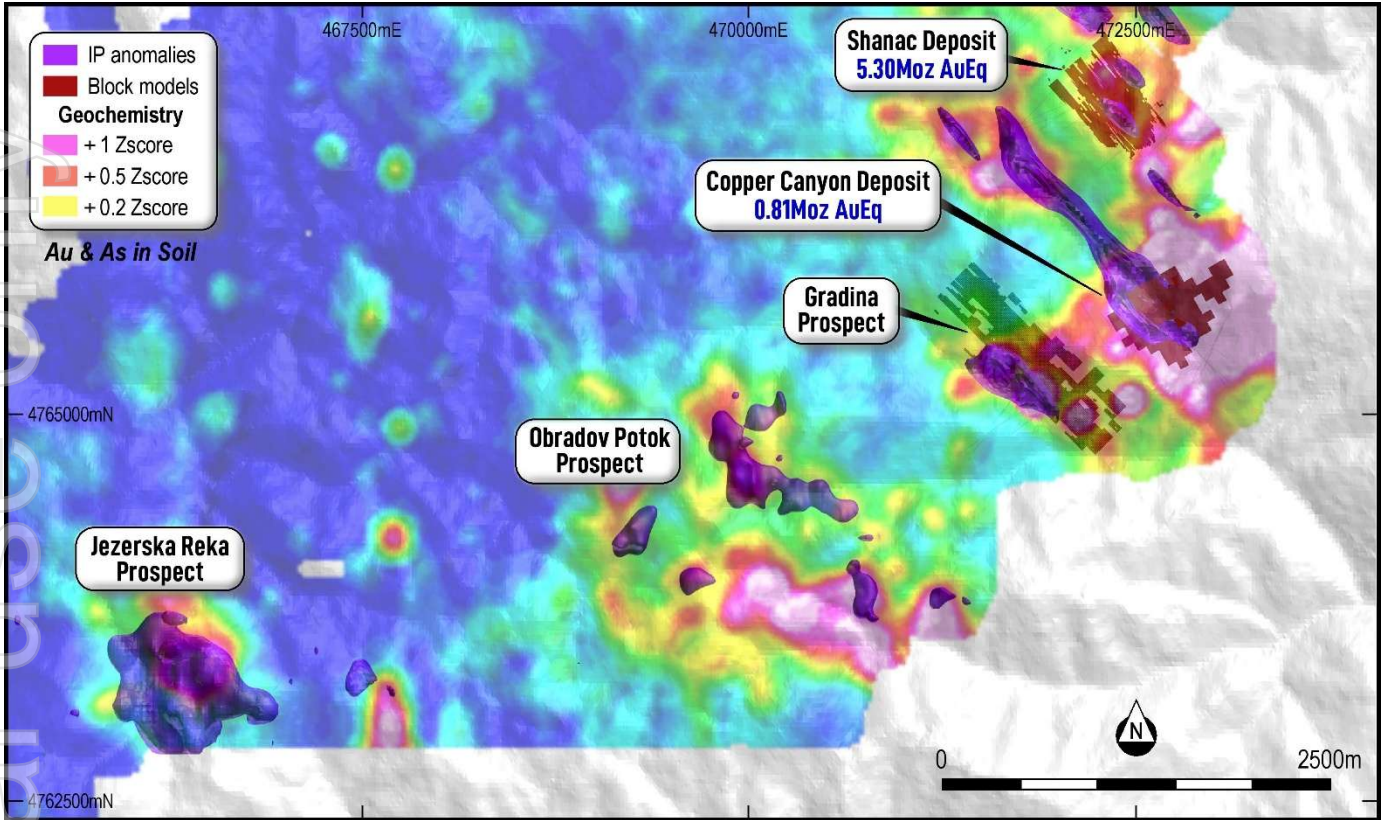 467500mE
470000mE
472500mE
IP anomalies
Block models
Geochemistry
+ 1 Zscore
+ 0.5 Zscore
+ 0.2 Zscore
Au & As in Soil
Shanac Deposit
5.30Moz AuEq
Copper Canyon Deposit
0.81Moz AuEq
Gradina
Prospect
4765000mN
Obradov Potok
Prospect
Jezerska Reka
Prospect
N
0
2500m
4762500mN